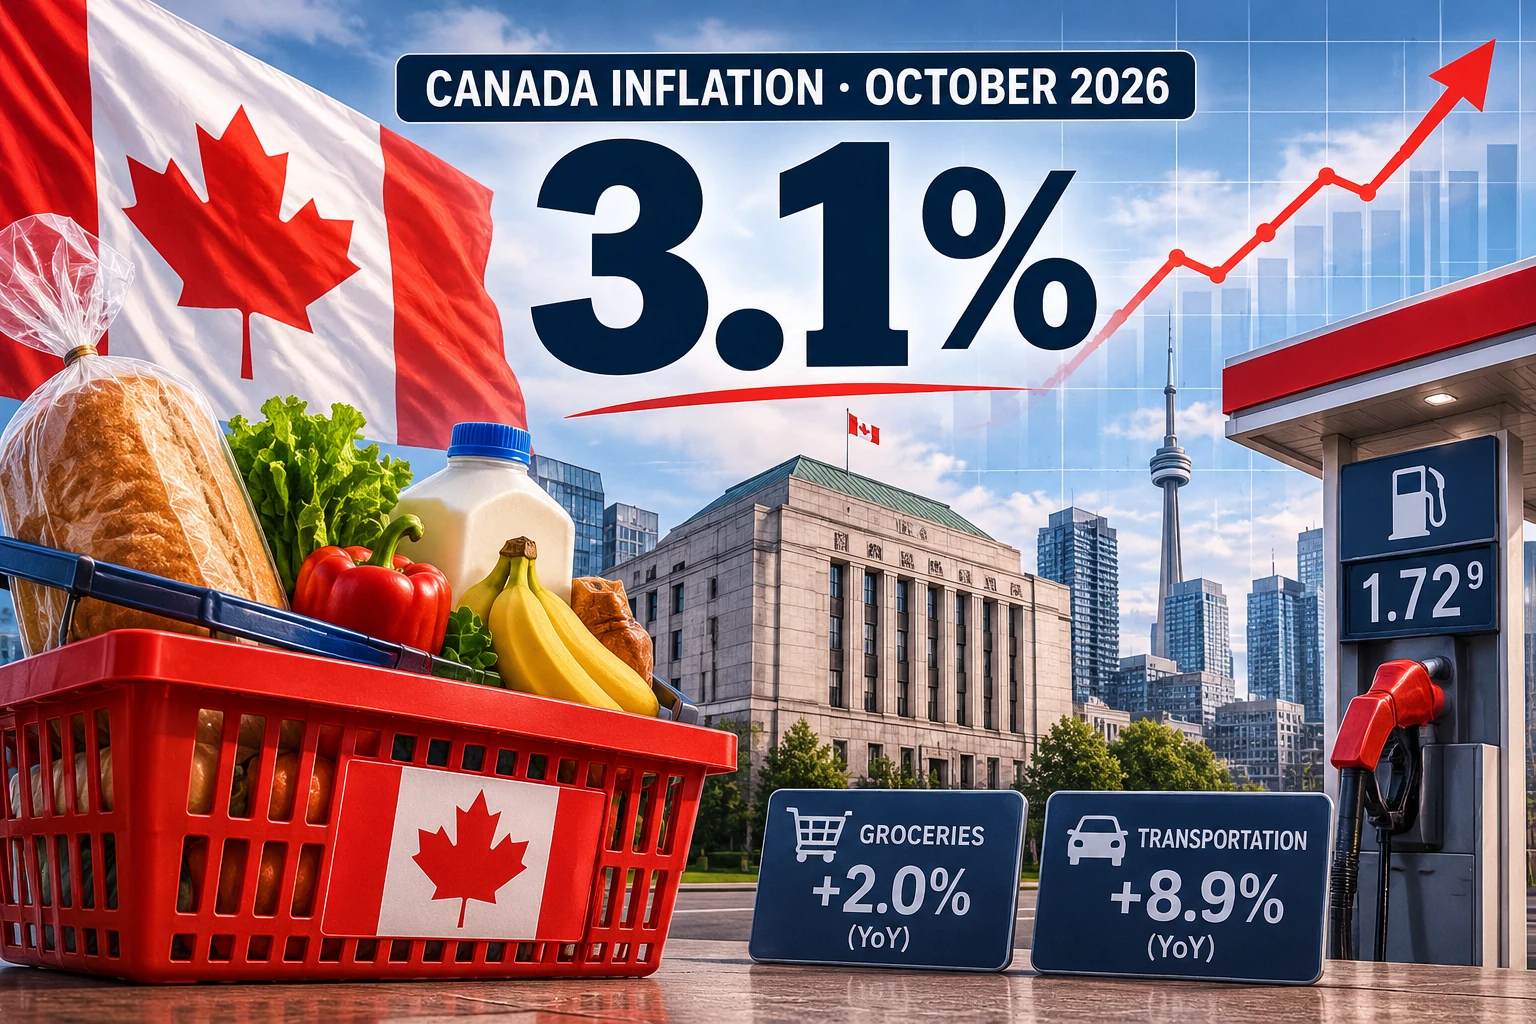 CANADA INFLATION · OCTOBER 2026
3.1%
1.72⁹
GROCERIES
+2.0%
(YoY)
TRANSPORTATION
+8.9%
(YoY)